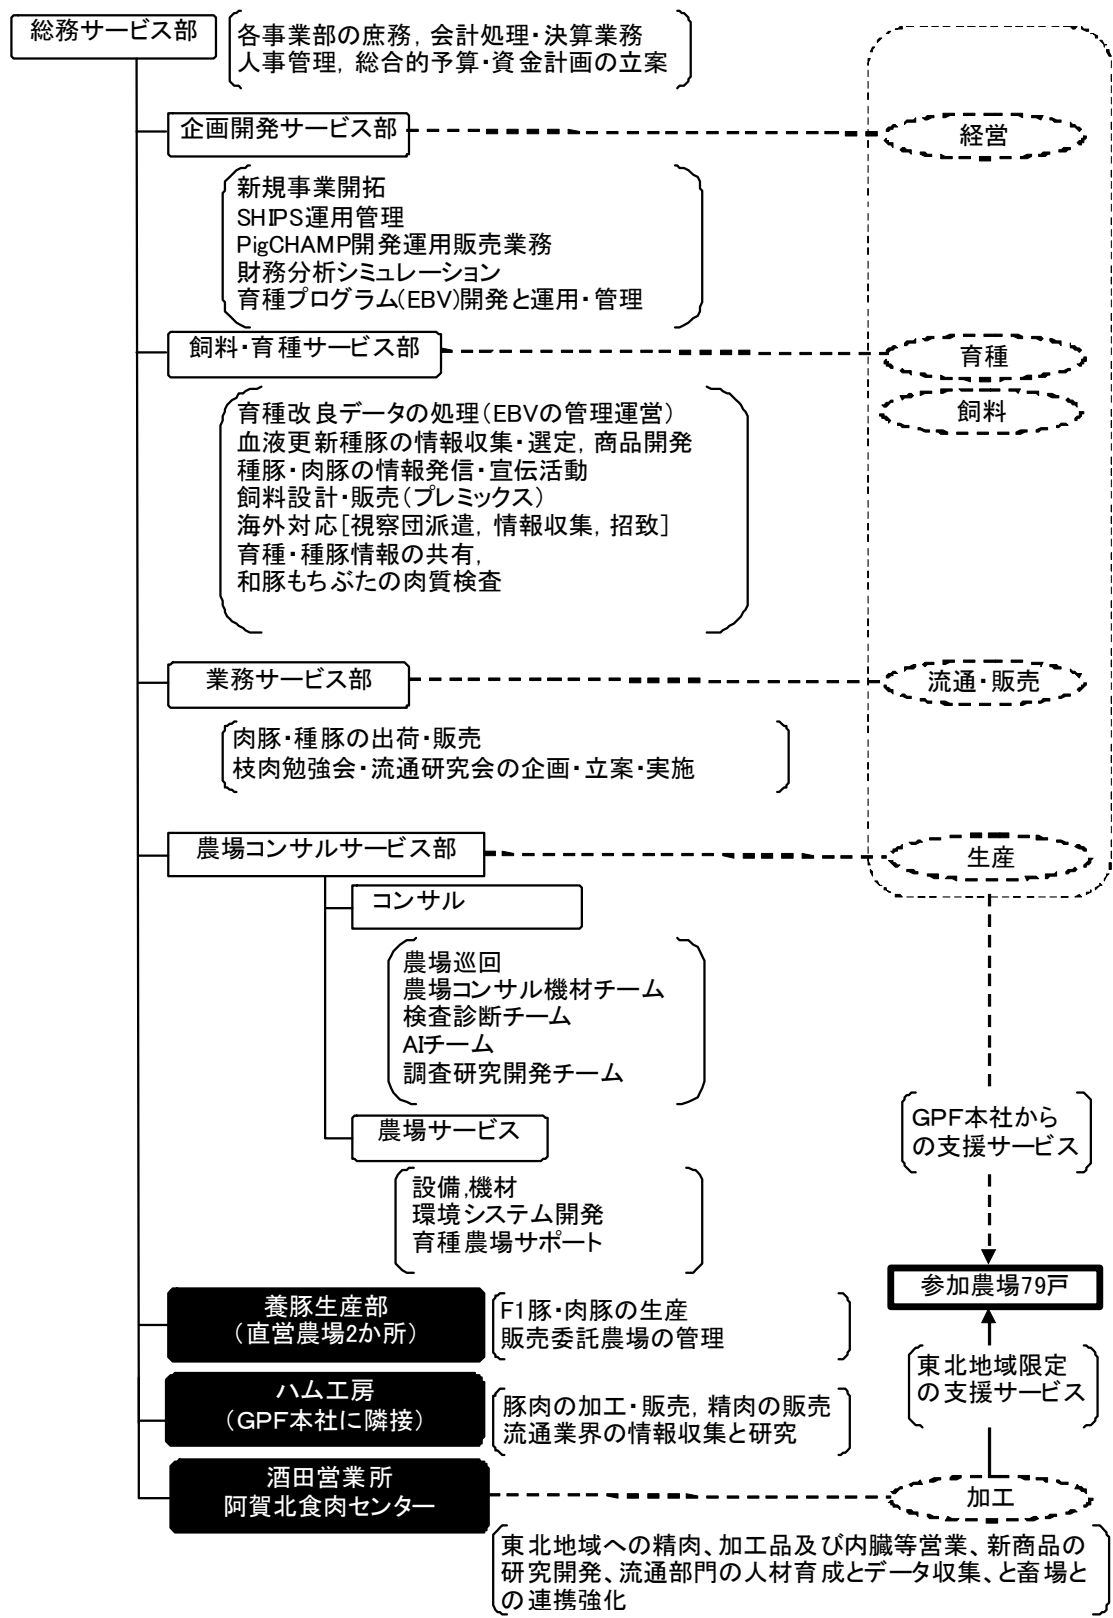 総務サービス部
各事業部の庶務, 会計処理・決算業務
人事管理, 総合的予算・資金計画の立案
企画開発サービス部
経営
新規事業開拓
SHIPS運用管理
PigCHAMP開発運用販売業務
財務分析シミュレーション
育種プログラム(EBV)開発と運用・管理
飼料・育種サービス部
育種
飼料
育種改良データの処理(EBVの管理運営)
血液更新種豚の情報収集・選定, 商品開発
種豚・肉豚の情報発信・宣伝活動
飼料設計・販売(プレミックス)
海外対応[視察団派遣, 情報収集, 招致]
育種・種豚情報の共有,
和豚もちぶたの肉質検査
業務サービス部
流通・販売
肉豚・種豚の出荷・販売
枝肉勉強会・流通研究会の企画・立案・実施
農場コンサルサービス部
生産
コンサル
農場巡回
農場コンサル機材チーム
検査診断チーム
AIチーム
調査研究開発チーム
GPF本社から
の支援サービス
農場サービス
設備,機材
環境システム開発
育種農場サポート
参加農場79戸
養豚生産部
(直営農場2か所)
F1豚・肉豚の生産
販売委託農場の管理
東北地域限定
の支援サービス
ハム工房
(GPF本社に隣接)
豚肉の加工・販売, 精肉の販売
流通業界の情報収集と研究
酒田営業所
阿賀北食肉センター
加工
東北地域への精肉、加工品及び内臓等営業、新商品の
研究開発、流通部門の人材育成とデータ収集、と畜場と
の連携強化